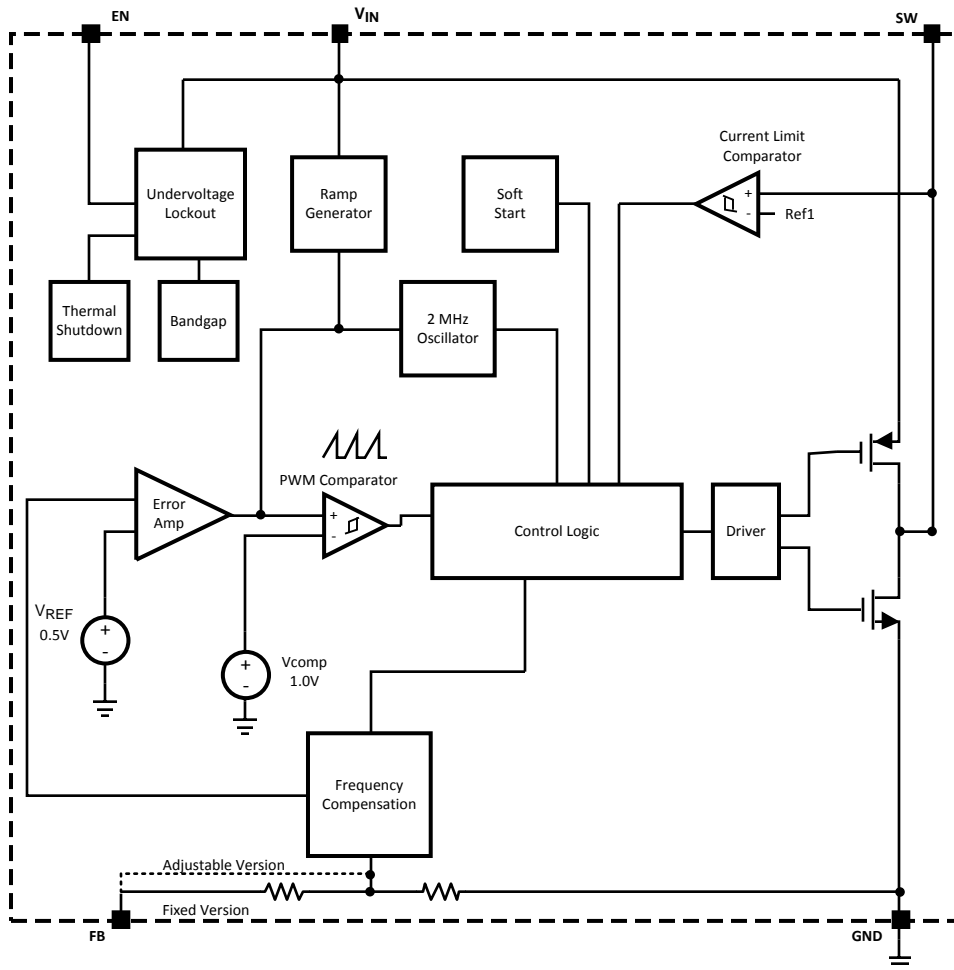 EN
VIN
SW
Current Limit
Comparator
+
-
Ref1
Undervoltage
Lockout
Ramp
Generator
Soft
Start
Thermal
Shutdown
Bandgap
2 MHz
Oscillator
PWM Comparator
Error
Amp
+
-
Control Logic
Driver
VREF
0.5V
+
-
Vcomp
1.0V
+
-
Frequency
Compensation
Adjustable Version
Fixed Version
FB
GND